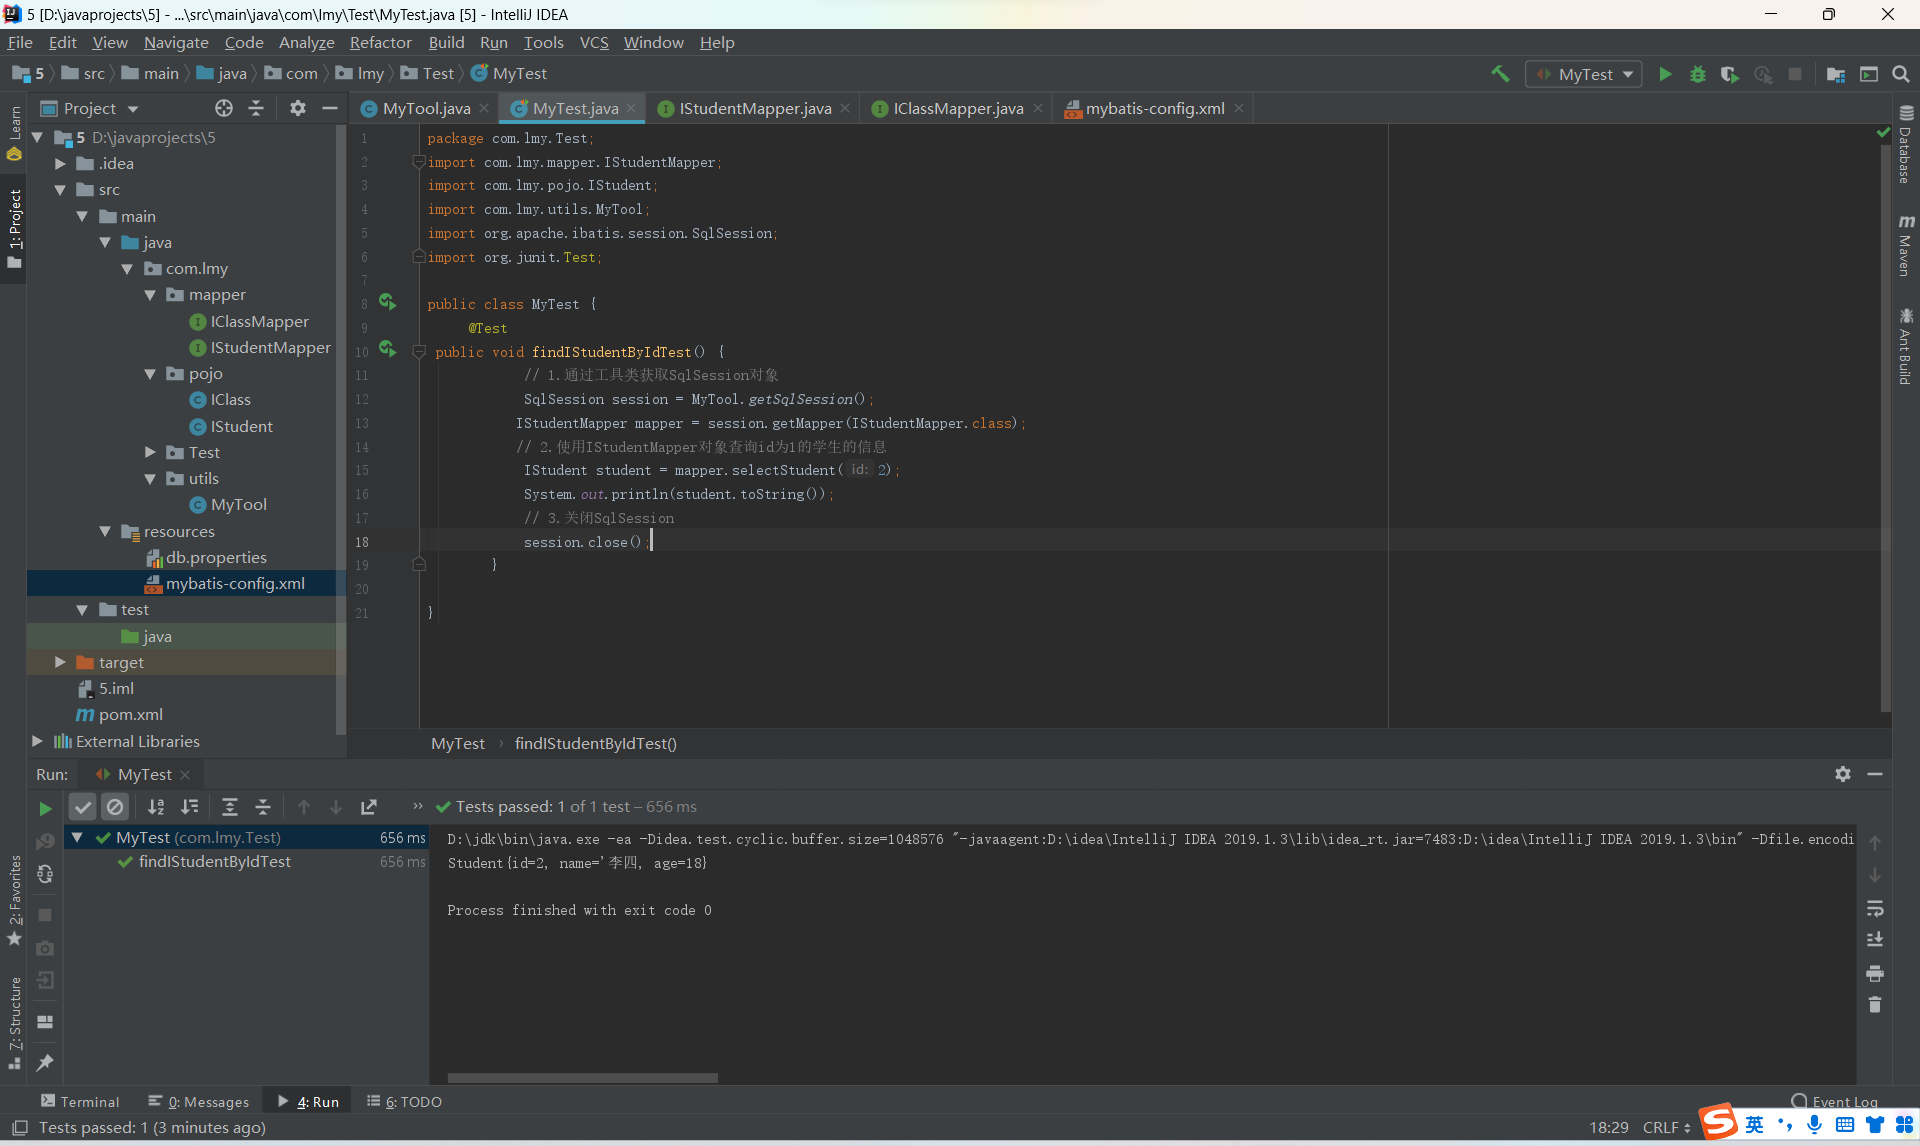 5 [D:\javaprojects\5] - ...\src\main\java\com\lmy\Test\MyTest.java [5] - IntelliJ IDEA
File Edit View Navigate Code Analyze Refactor Build Run Tools VCS Window Help
5 src main java com lmy Test MyTest
MyTest
Project
MyTool.java MyTest.java IStudentMapper.java IClassMapper.java mybatis-config.xml
Learn
1: Project
2: Favorites
Z: Structure
5 D:\javaprojects\5
.idea
src
main
java
com.lmy
mapper
IClassMapper
IStudentMapper
pojo
IClass
IStudent
Test
utils
MyTool
resources
db.properties
mybatis-config.xml
test
java
target
5.iml
pom.xml
External Libraries
1 package com.lmy.Test;
2 import com.lmy.mapper.IStudentMapper;
3 import com.lmy.pojo.IStudent;
4 import com.lmy.utils.MyTool;
5 import org.apache.ibatis.session.SqlSession;
6 import org.junit.Test;
7
8 public class MyTest {
9 @Test
10 public void findIStudentByIdTest() {
11 // 1.通过工具类获取SqlSession对象
12 SqlSession session = MyTool.getSqlSession();
13 IStudentMapper mapper = session.getMapper(IStudentMapper.class);
14 // 2.使用IStudentMapper对象查询id为1的学生的信息
15 IStudent student = mapper.selectStudent( id: 2);
16 System.out.println(student.toString());
17 // 3.关闭SqlSession
18 session.close();
19 }
20
21 }
MyTest findIStudentByIdTest()
Database
Maven
Ant Build
Run: MyTest
Tests passed: 1 of 1 test – 656 ms
MyTest (com.lmy.Test) 656 ms
findIStudentByIdTest 656 ms
D:\jdk\bin\java.exe -ea -Didea.test.cyclic.buffer.size=1048576 "-javaagent:D:\idea\IntelliJ IDEA 2019.1.3\lib\idea_rt.jar=7483:D:\idea\IntelliJ IDEA 2019.1.3\bin" -Dfile.encodi
Student{id=2, name='李四, age=18}
Process finished with exit code 0
Terminal 0: Messages 4: Run 6: TODO Event Log
Tests passed: 1 (3 minutes ago) 18:29 CRLF
英